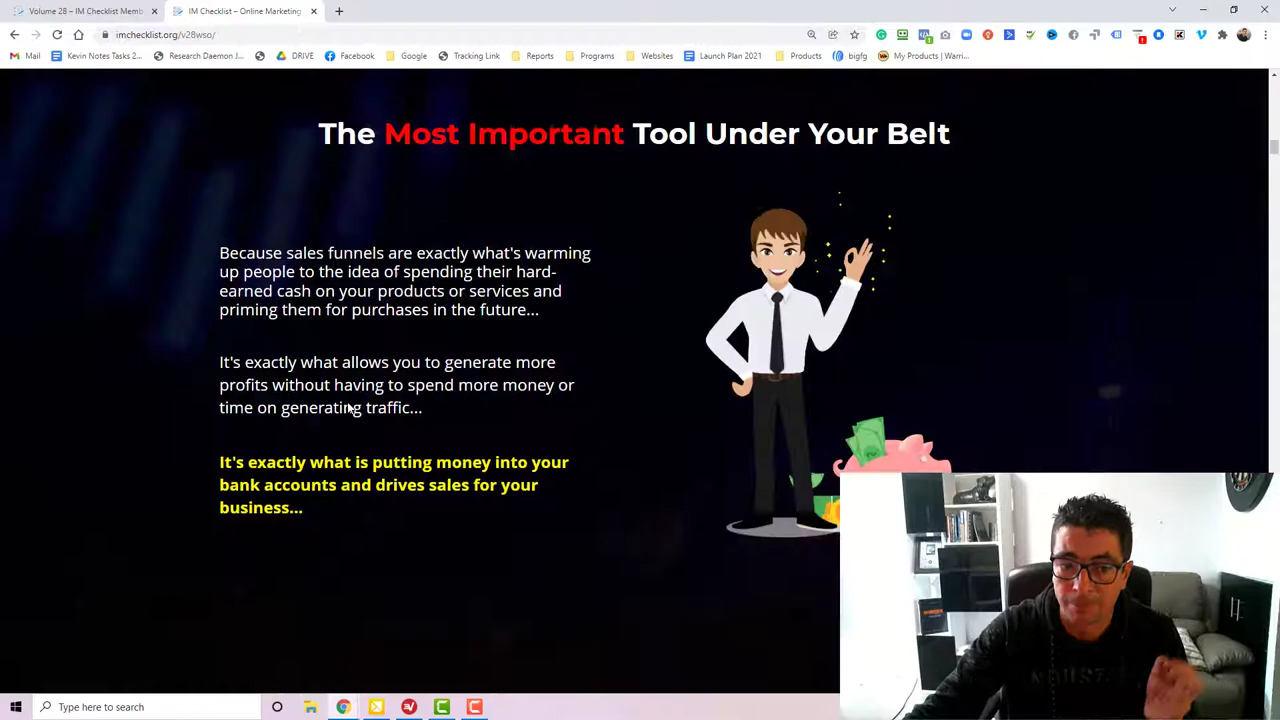 Volume 28 – IM Checklist Memb
IM Checklist – Online Marketing
imchecklist.org/v28wso/
Mail
Kevin Notes Tasks 2...
Research Daemon J...
DRIVE
Facebook
Google
Tracking Link
Reports
Programs
Websites
Launch Plan 2021
Products
bigfg
My Products | Warri...
The Most Important Tool Under Your Belt
Because sales funnels are exactly what's warming
up people to the idea of spending their hard-
earned cash on your products or services and
priming them for purchases in the future...
It's exactly what allows you to generate more
profits without having to spend more money or
time on generating traffic...
It's exactly what is putting money into your
bank accounts and drives sales for your
business...
Type here to search